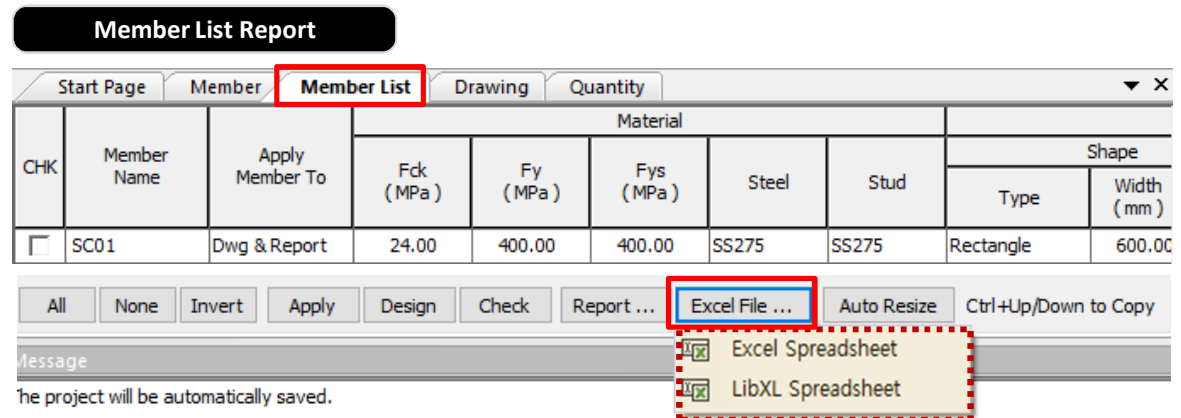 Member List Report
Start Page Member Member List Drawing Quantity
Material
Shape
CHK Member Name Apply Member To Fck (MPa) Fy (MPa) Fys (MPa) Steel Stud Type Width (mm)
SC01 Dwg & Report 24.00 400.00 400.00 SS275 SS275 Rectangle 600.00
All None Invert Apply Design Check Report ... Excel File ... Auto Resize Ctrl+Up/Down to Copy
Message
Excel Spreadsheet
LibXL Spreadsheet
The project will be automatically saved.